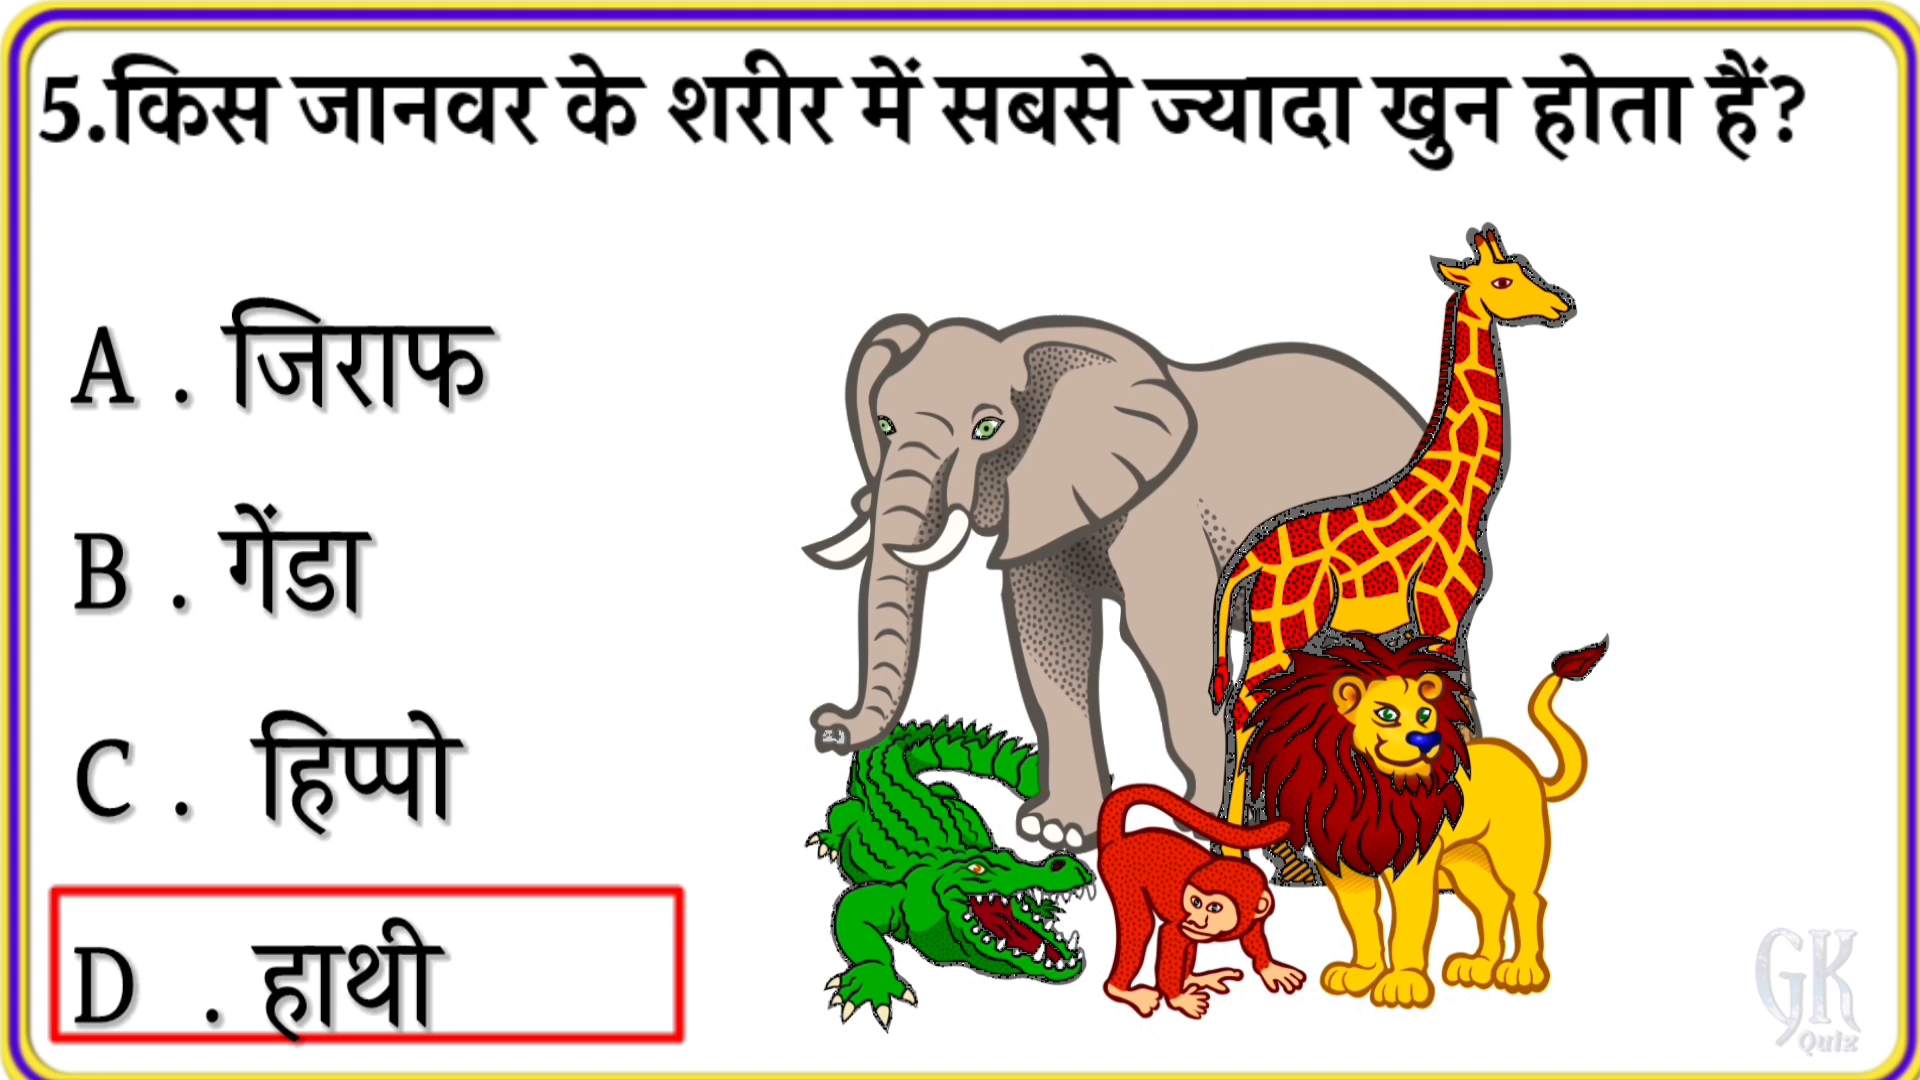 5.किस जानवर के शरीर में सबसे ज्यादा खुन होता हैं?
A . जिराफ
B . गेंडा
C . हिप्पो
D . हाथी
GK
Quiz